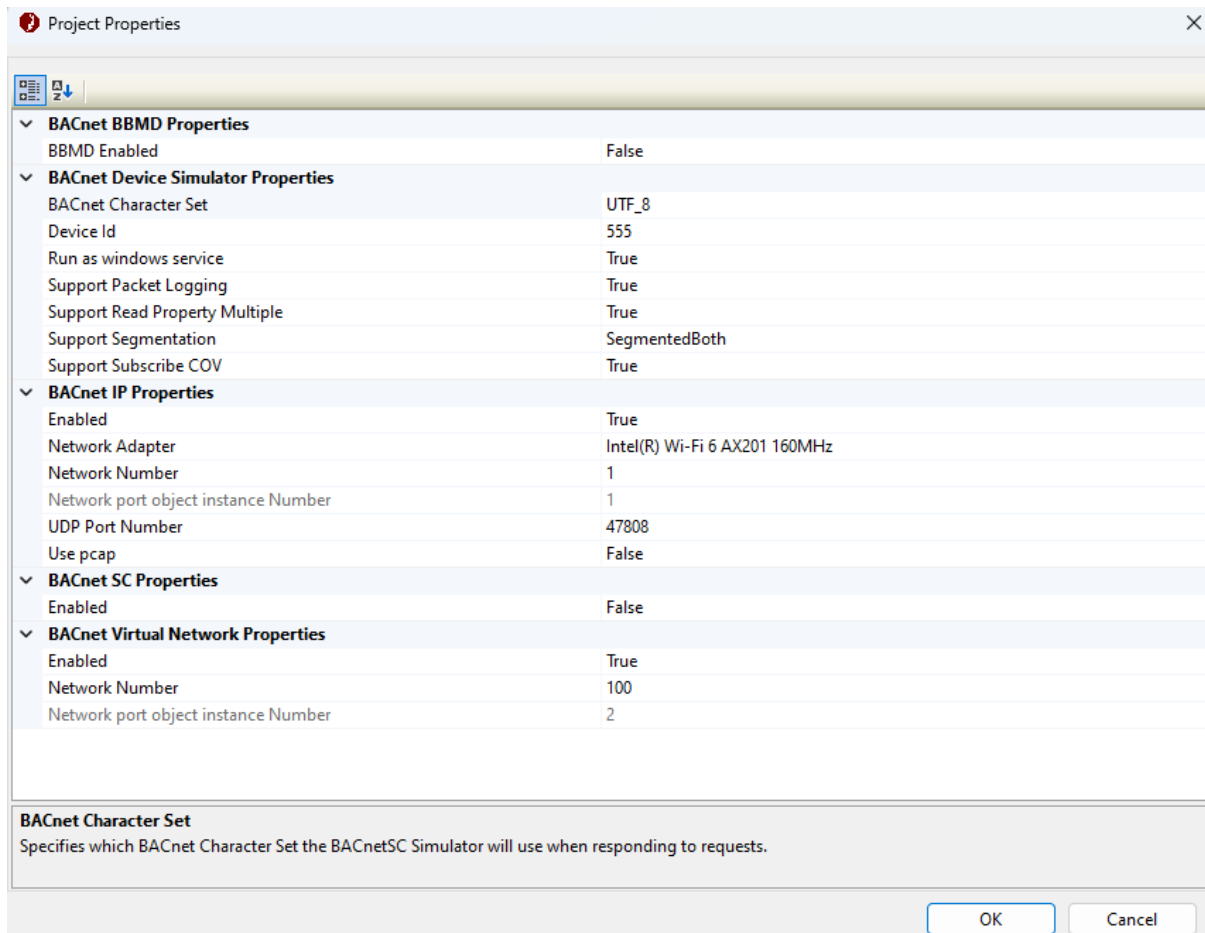 Project Properties
BACnet BBMD Properties
BBMD Enabled False
BACnet Device Simulator Properties
BACnet Character Set UTF_8
Device Id 555
Run as windows service True
Support Packet Logging True
Support Read Property Multiple True
Support Segmentation SegmentedBoth
Support Subscribe COV True
BACnet IP Properties
Enabled True
Network Adapter Intel(R) Wi-Fi 6 AX201 160MHz
Network Number 1
Network port object instance Number 1
UDP Port Number 47808
Use pcap False
BACnet SC Properties
Enabled False
BACnet Virtual Network Properties
Enabled True
Network Number 100
Network port object instance Number 2
BACnet Character Set
Specifies which BACnet Character Set the BACnetSC Simulator will use when responding to requests.
OK Cancel